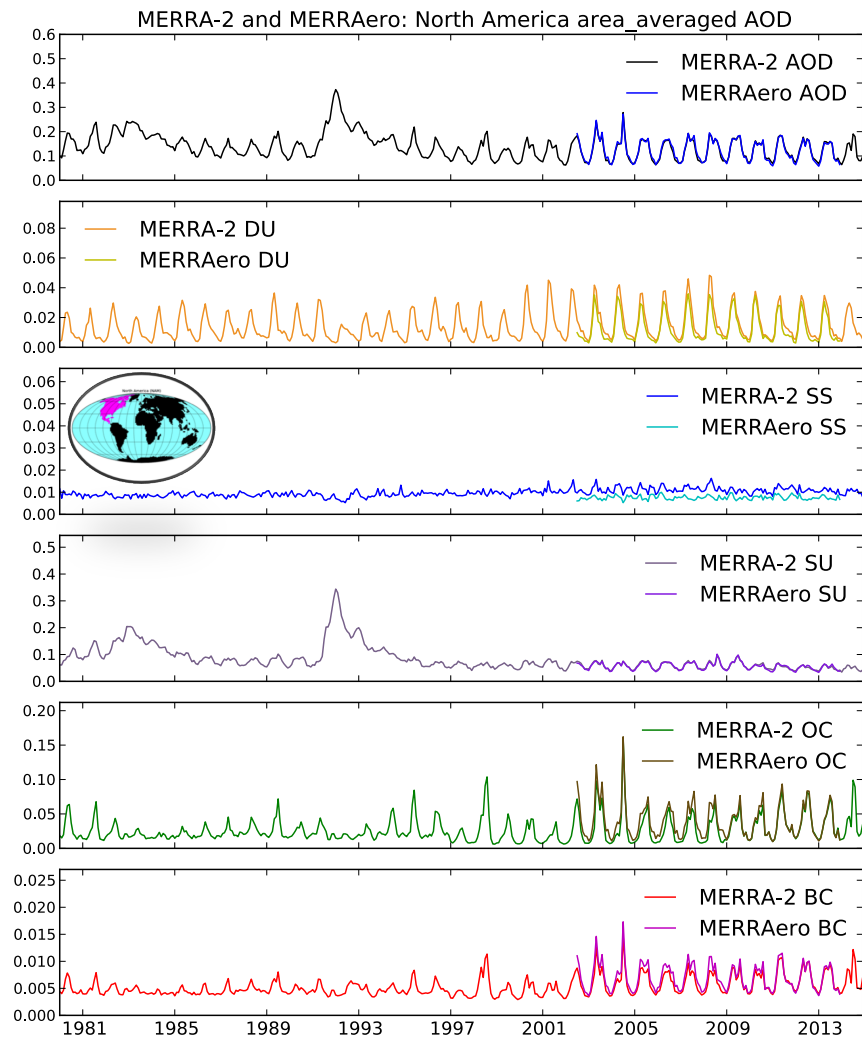 MERRA-2 and MERRAero: North America area_averaged AOD
0.6
0.5
0.4
0.3
0.2
0.1
0.0
MERRA-2 AOD
MERRAero AOD
0.08
0.06
0.04
0.02
0.00
MERRA-2 DU
MERRAero DU
0.06
0.05
0.04
0.03
0.02
0.01
0.00
MERRA-2 SS
MERRAero SS
0.5
0.4
0.3
0.2
0.1
0.0
MERRA-2 SU
MERRAero SU
0.20
0.15
0.10
0.05
0.00
MERRA-2 OC
MERRAero OC
0.025
0.020
0.015
0.010
0.005
0.000
MERRA-2 BC
MERRAero BC
1981 1985 1989 1993 1997 2001 2005 2009 2013